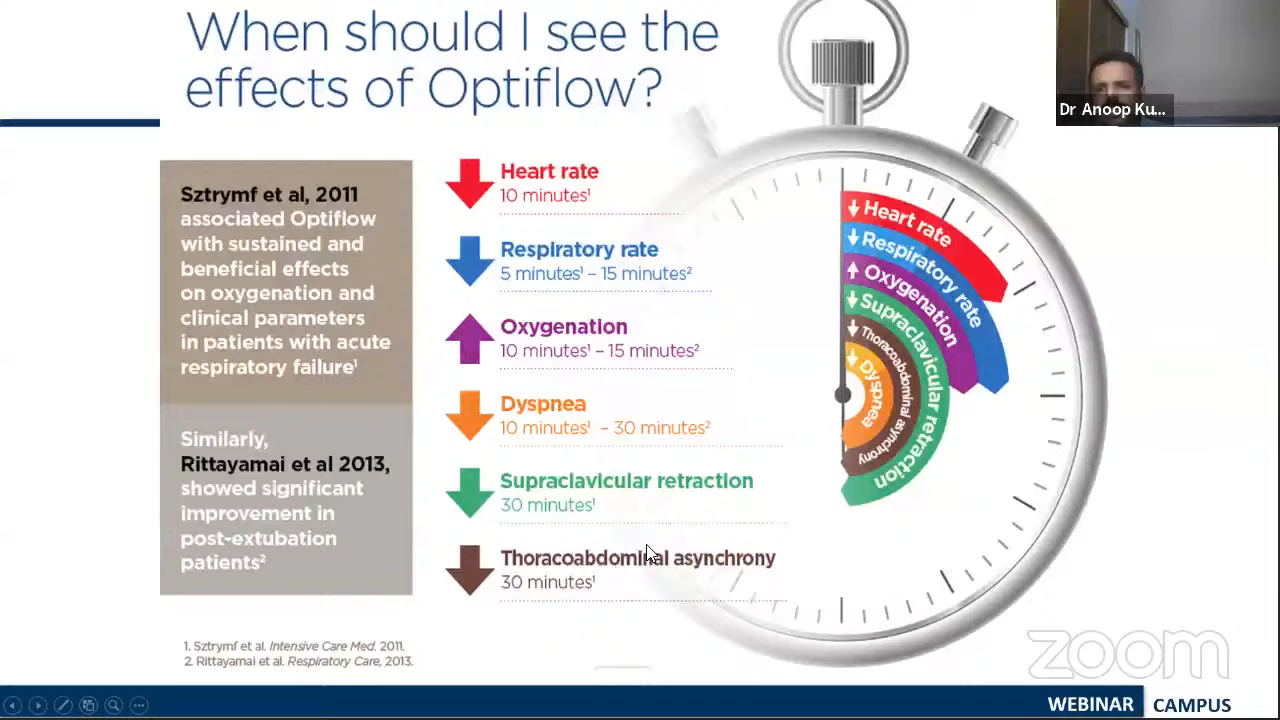 When should I see the
effects of Optiflow?
Dr Anoop Ku...
Sztrymf et al, 2011
associated Optiflow
with sustained and
beneficial effects
on oxygenation and
clinical parameters
in patients with acute
respiratory failure¹
Similarly,
Rittayamai et al 2013,
showed significant
improvement in
post-extubation
patients²
Heart rate
10 minutes¹
Respiratory rate
5 minutes¹ – 15 minutes²
Oxygenation
10 minutes¹ – 15 minutes²
Dyspnea
10 minutes¹ – 30 minutes²
Supraclavicular retraction
30 minutes¹
Thoracoabdominal asynchrony
30 minutes¹
Heart rate
Respiratory rate
Oxygenation
Supraclavicular retraction
Thoracoabdominal asynchrony
Dyspnea
1. Sztrymf et al. Intensive Care Med. 2011.
2. Rittayamai et al. Respiratory Care, 2013.
zoom
WEBINAR CAMPUS